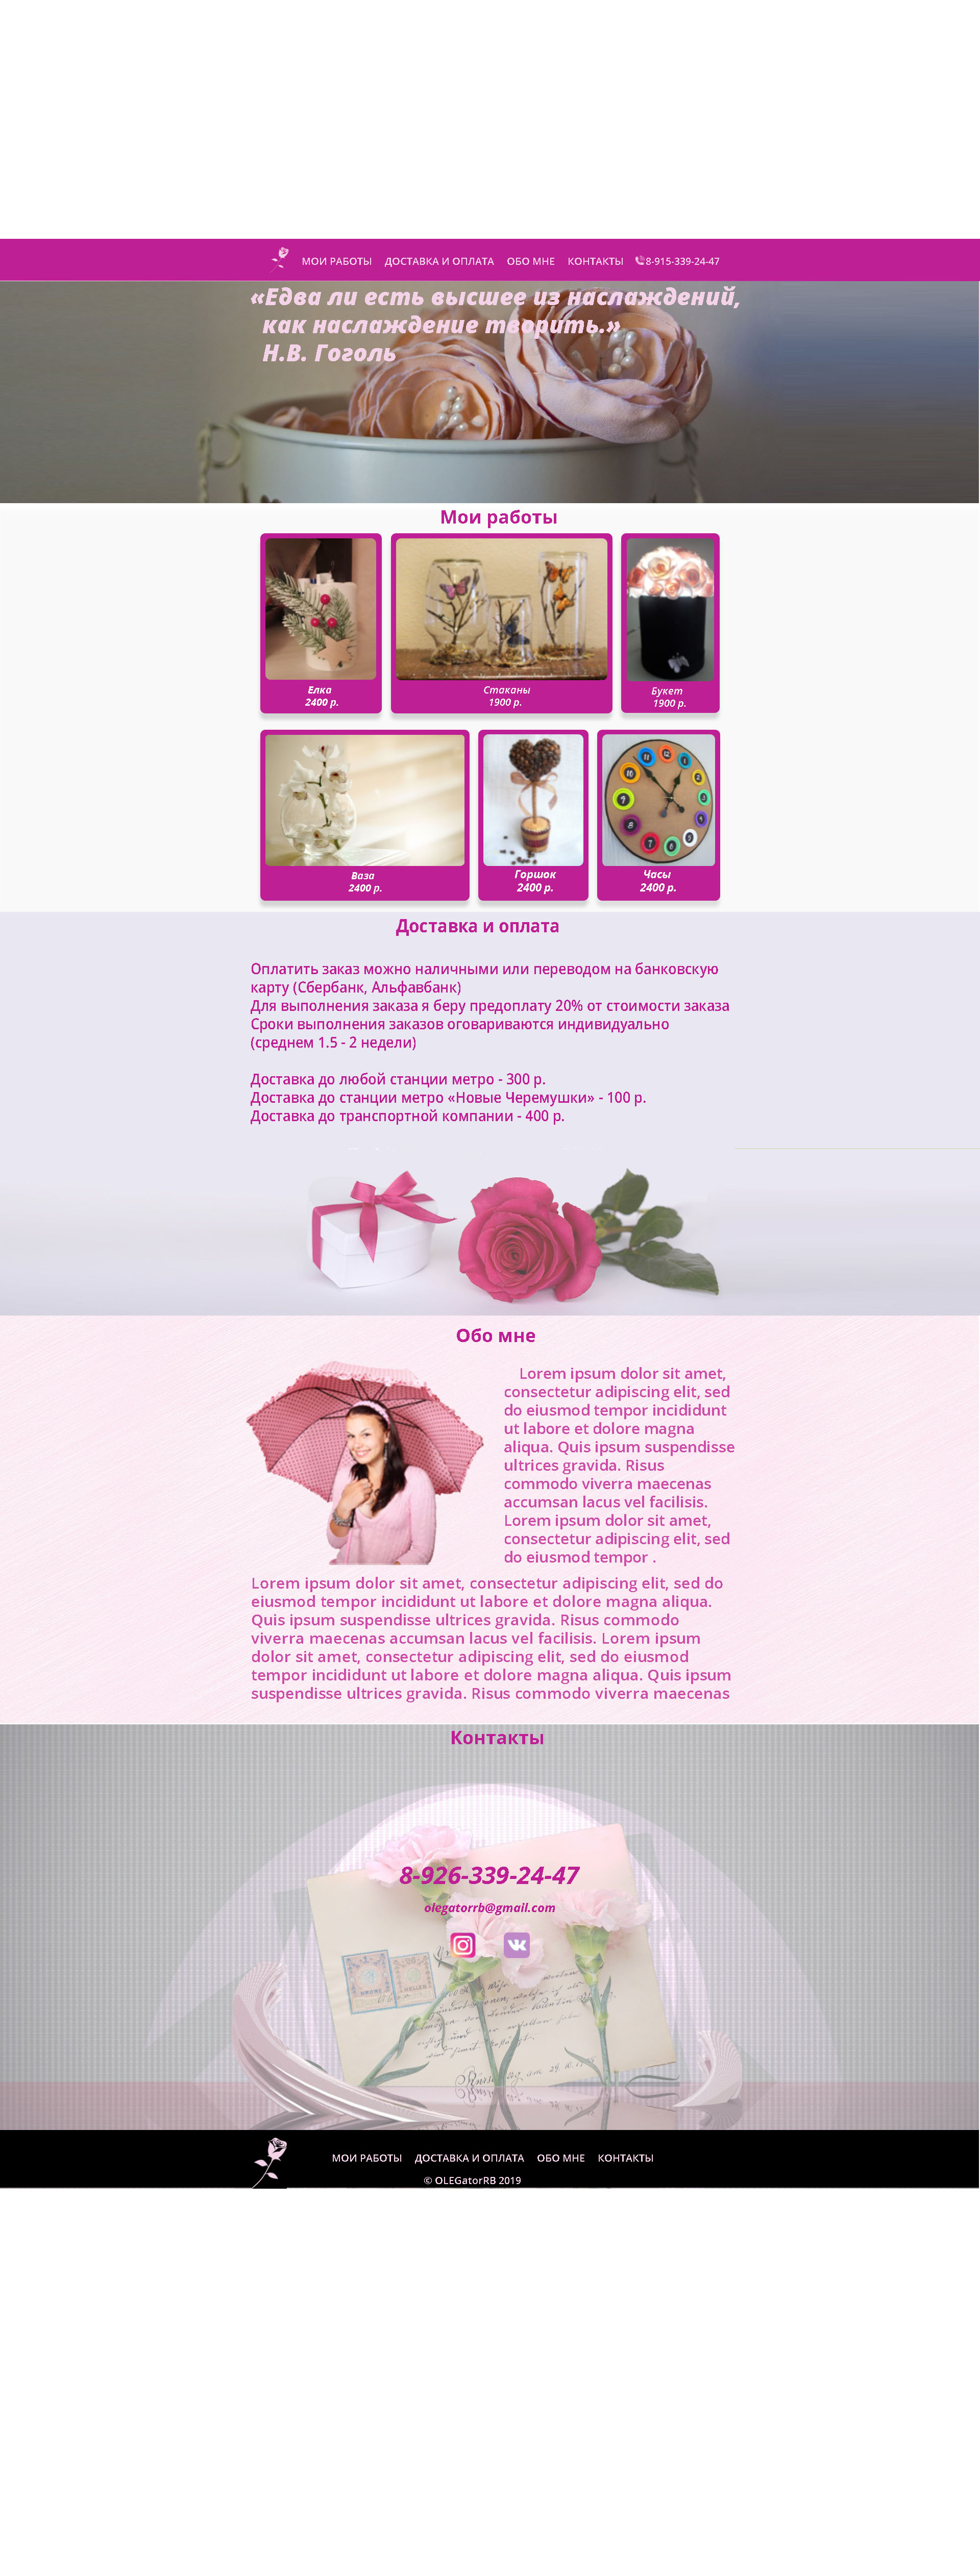 МОИ РАБОТЫ ДОСТАВКА И ОПЛАТА ОБО МНЕ КОНТАКТЫ 8-915-339-24-47
«Едва ли есть высшее из наслаждений,
как наслаждение творить.»
Н.В. Гоголь
Мои работы
Елка
2400 р.
Стаканы
1900 р.
Букет
1900 р.
Ваза
2400 р.
Горшок
2400 р.
Часы
2400 р.
Доставка и оплата
Оплатить заказ можно наличными или переводом на банковскую
карту (Сбербанк, Альфавбанк)
Для выполнения заказа я беру предоплату 20% от стоимости заказа
Сроки выполнения заказов оговариваются индивидуально
(среднем 1.5 - 2 недели)
Доставка до любой станции метро - 300 р.
Доставка до станции метро «Новые Черемушки» - 100 р.
Доставка до транспортной компании - 400 р.
Обо мне
Lorem ipsum dolor sit amet,
consectetur adipiscing elit, sed
do eiusmod tempor incididunt
ut labore et dolore magna
aliqua. Quis ipsum suspendisse
ultrices gravida. Risus
commodo viverra maecenas
accumsan lacus vel facilisis.
Lorem ipsum dolor sit amet,
consectetur adipiscing elit, sed
do eiusmod tempor .
Lorem ipsum dolor sit amet, consectetur adipiscing elit, sed do
eiusmod tempor incididunt ut labore et dolore magna aliqua.
Quis ipsum suspendisse ultrices gravida. Risus commodo
viverra maecenas accumsan lacus vel facilisis. Lorem ipsum
dolor sit amet, consectetur adipiscing elit, sed do eiusmod
tempor incididunt ut labore et dolore magna aliqua. Quis ipsum
suspendisse ultrices gravida. Risus commodo viverra maecenas
Контакты
8-926-339-24-47
olegatorrb@gmail.com
МОИ РАБОТЫ ДОСТАВКА И ОПЛАТА ОБО МНЕ КОНТАКТЫ
© OLEGatorRB 2019